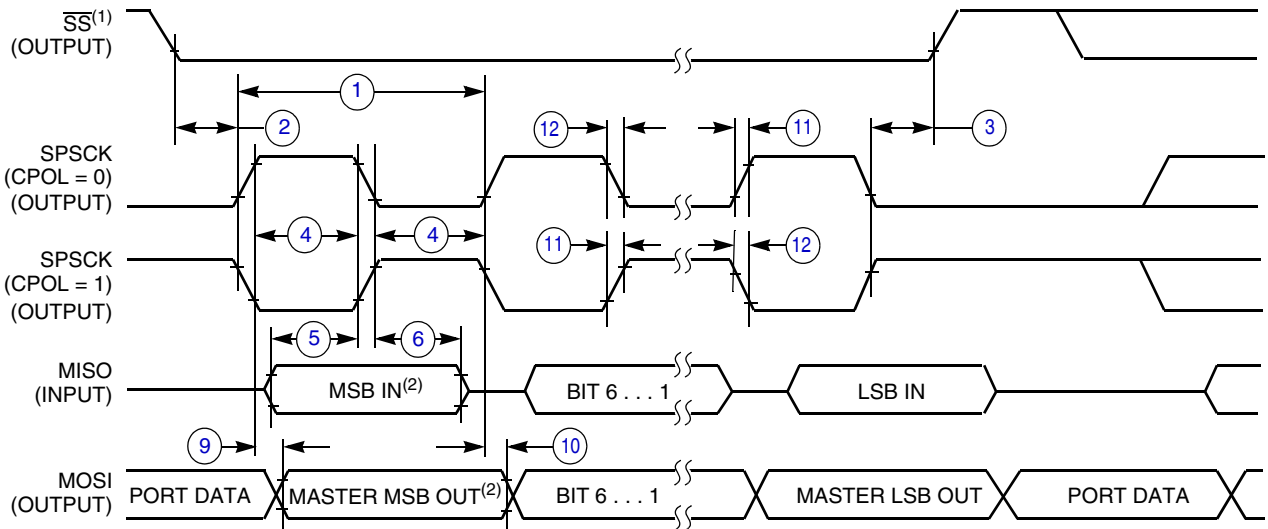 SS(1)
(OUTPUT)
1
2
12
11
3
SPSCK
(CPOL = 0)
(OUTPUT)
4
4
11
12
SPSCK
(CPOL = 1)
(OUTPUT)
5
6
MISO
(INPUT)
MSB IN(2)
BIT 6 . . . 1
LSB IN
9
10
MOSI
(OUTPUT)
PORT DATA
MASTER MSB OUT(2)
BIT 6 . . . 1
MASTER LSB OUT
PORT DATA